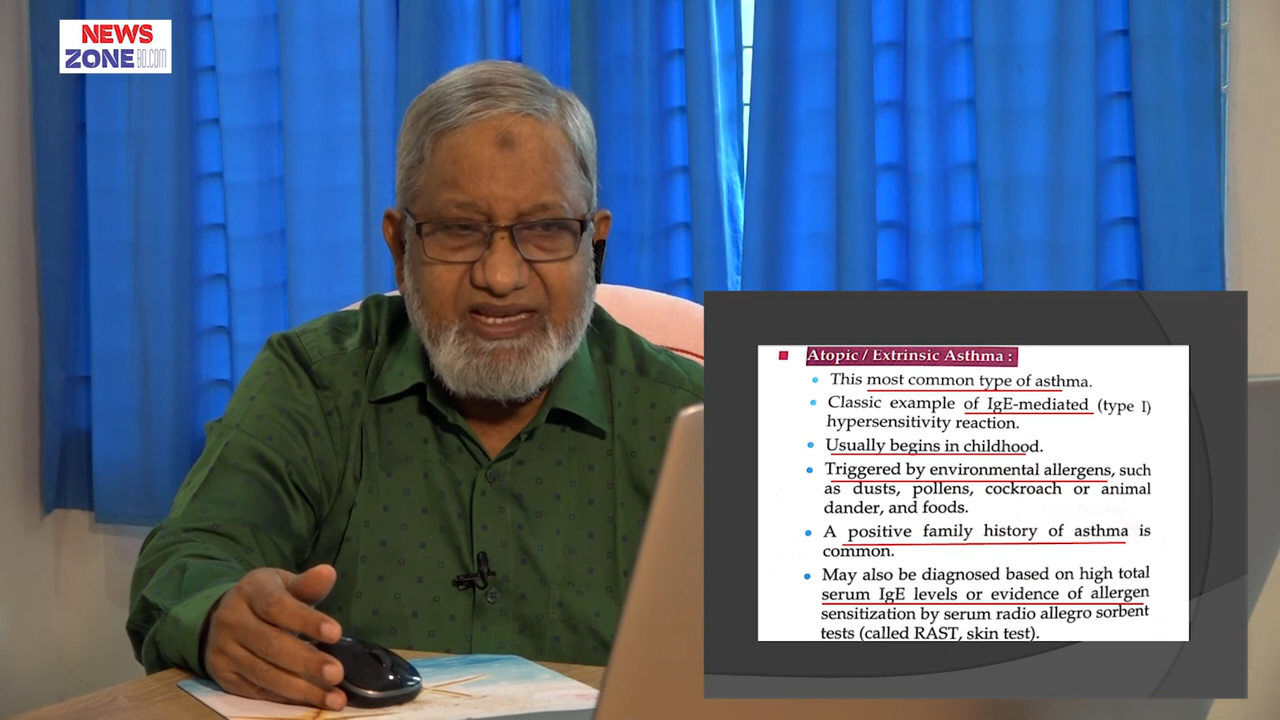 NEWS
ZONEBD.COM
Atopic / Extrinsic Asthma :
This most common type of asthma.
Classic example of IgE-mediated (type I)
hypersensitivity reaction.
Usually begins in childhood.
Triggered by environmental allergens, such
as dusts, pollens, cockroach or animal
dander, and foods.
A positive family history of asthma is
common.
May also be diagnosed based on high total
serum IgE levels or evidence of allergen
sensitization by serum radio allegro sorbent
tests (called RAST, skin test).